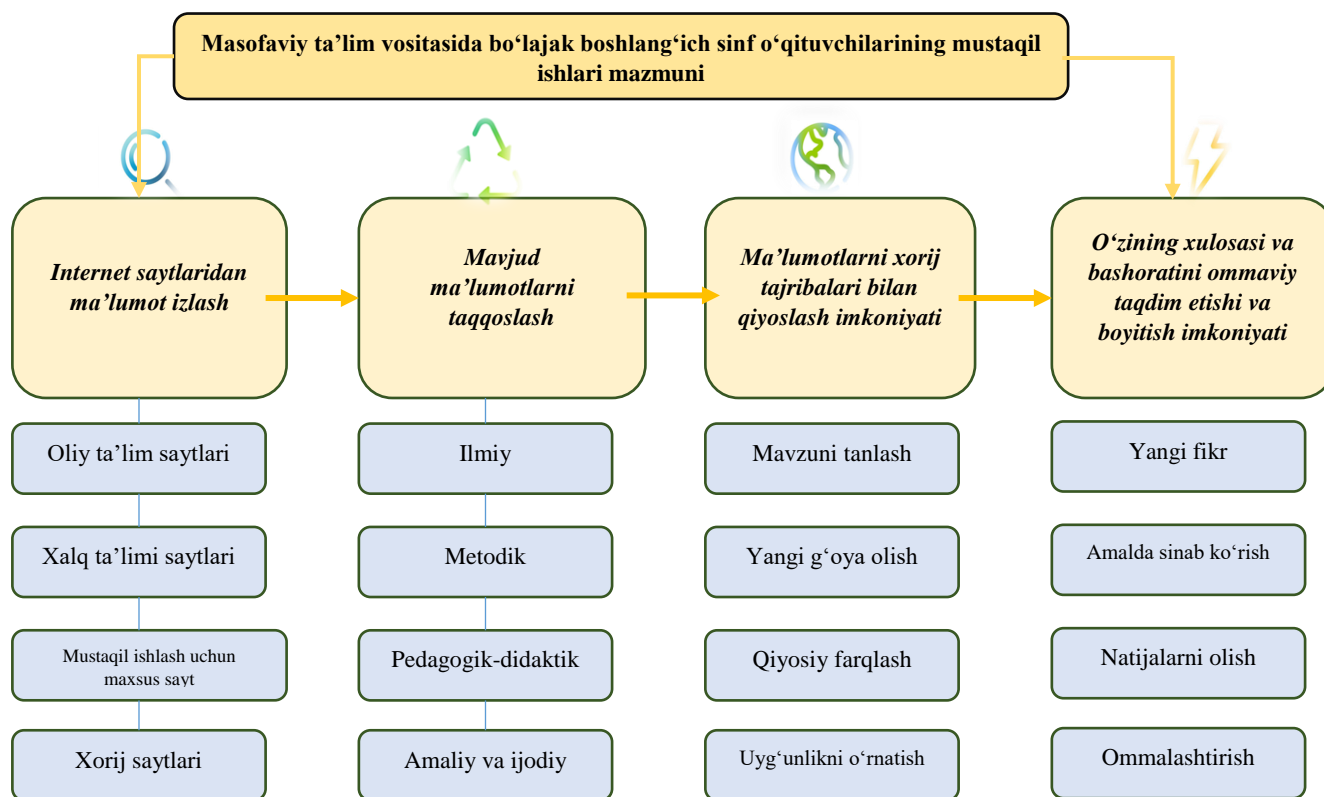 Masofaviy ta’lim vositasida bo‘lajak boshlang‘ich sinf o‘qituvchilarining mustaqil
ishlari mazmuni
Internet saytlaridan
ma’lumot izlash
Mavjud
ma’lumotlarni
taqqoslash
Ma’lumotlarni xorij
tajribalari bilan
qiyoslash imkoniyati
O‘zining xulosasi va
bashoratini ommaviy
taqdim etishi va
boyitish imkoniyati
Oliy ta’lim saytlari
Ilmiy
Mavzuni tanlash
Yangi fikr
Xalq ta’limi saytlari
Metodik
Yangi g‘oya olish
Amalda sinab ko‘rish
Mustaqil ishlash uchun
maxsus sayt
Pedagogik-didaktik
Qiyosiy farqlash
Natijalarni olish
Xorij saytlari
Amaliy va ijodiy
Uyg‘unlikni o‘rnatish
Ommalashtirish